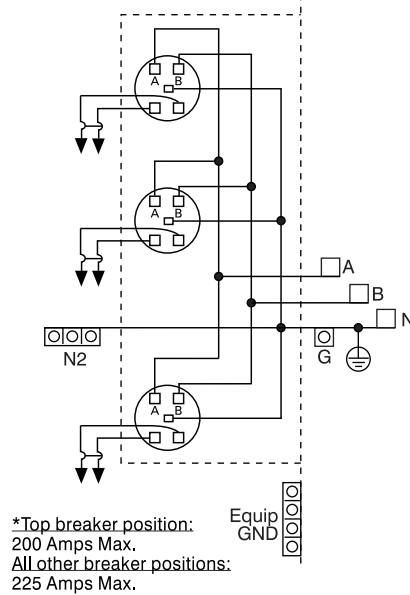 A B
A B
A
B
N
G
N2
A B
Equip
GND
*Top breaker position:
200 Amps Max.
All other breaker positions:
225 Amps Max.